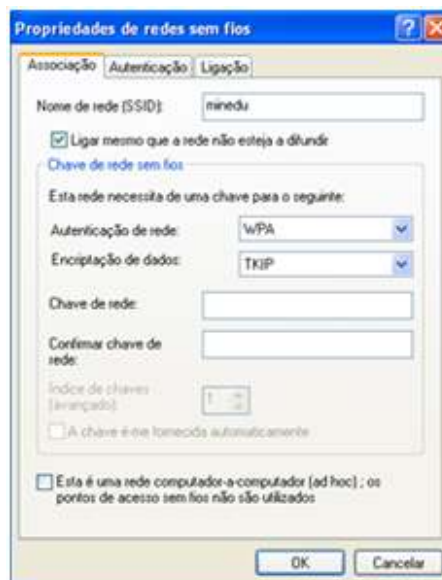 Propriedades de redes sem fios
Associação Autenticação Ligação
Nome de rede (SSID): minedu
Ligar mesmo que a rede não esteja a difundir
Chave de rede sem fios
Esta rede necessita de uma chave para o seguinte:
Autenticação de rede: WPA
Encriptação de dados: TKIP
Chave de rede:
Confirmar chave de
rede:
Índice de chaves
(avançado): 1
A chave é-me fornecida automaticamente
Esta é uma rede computador-a-computador (ad hoc) ; os
pontos de acesso sem fios não são utilizados
OK Cancelar